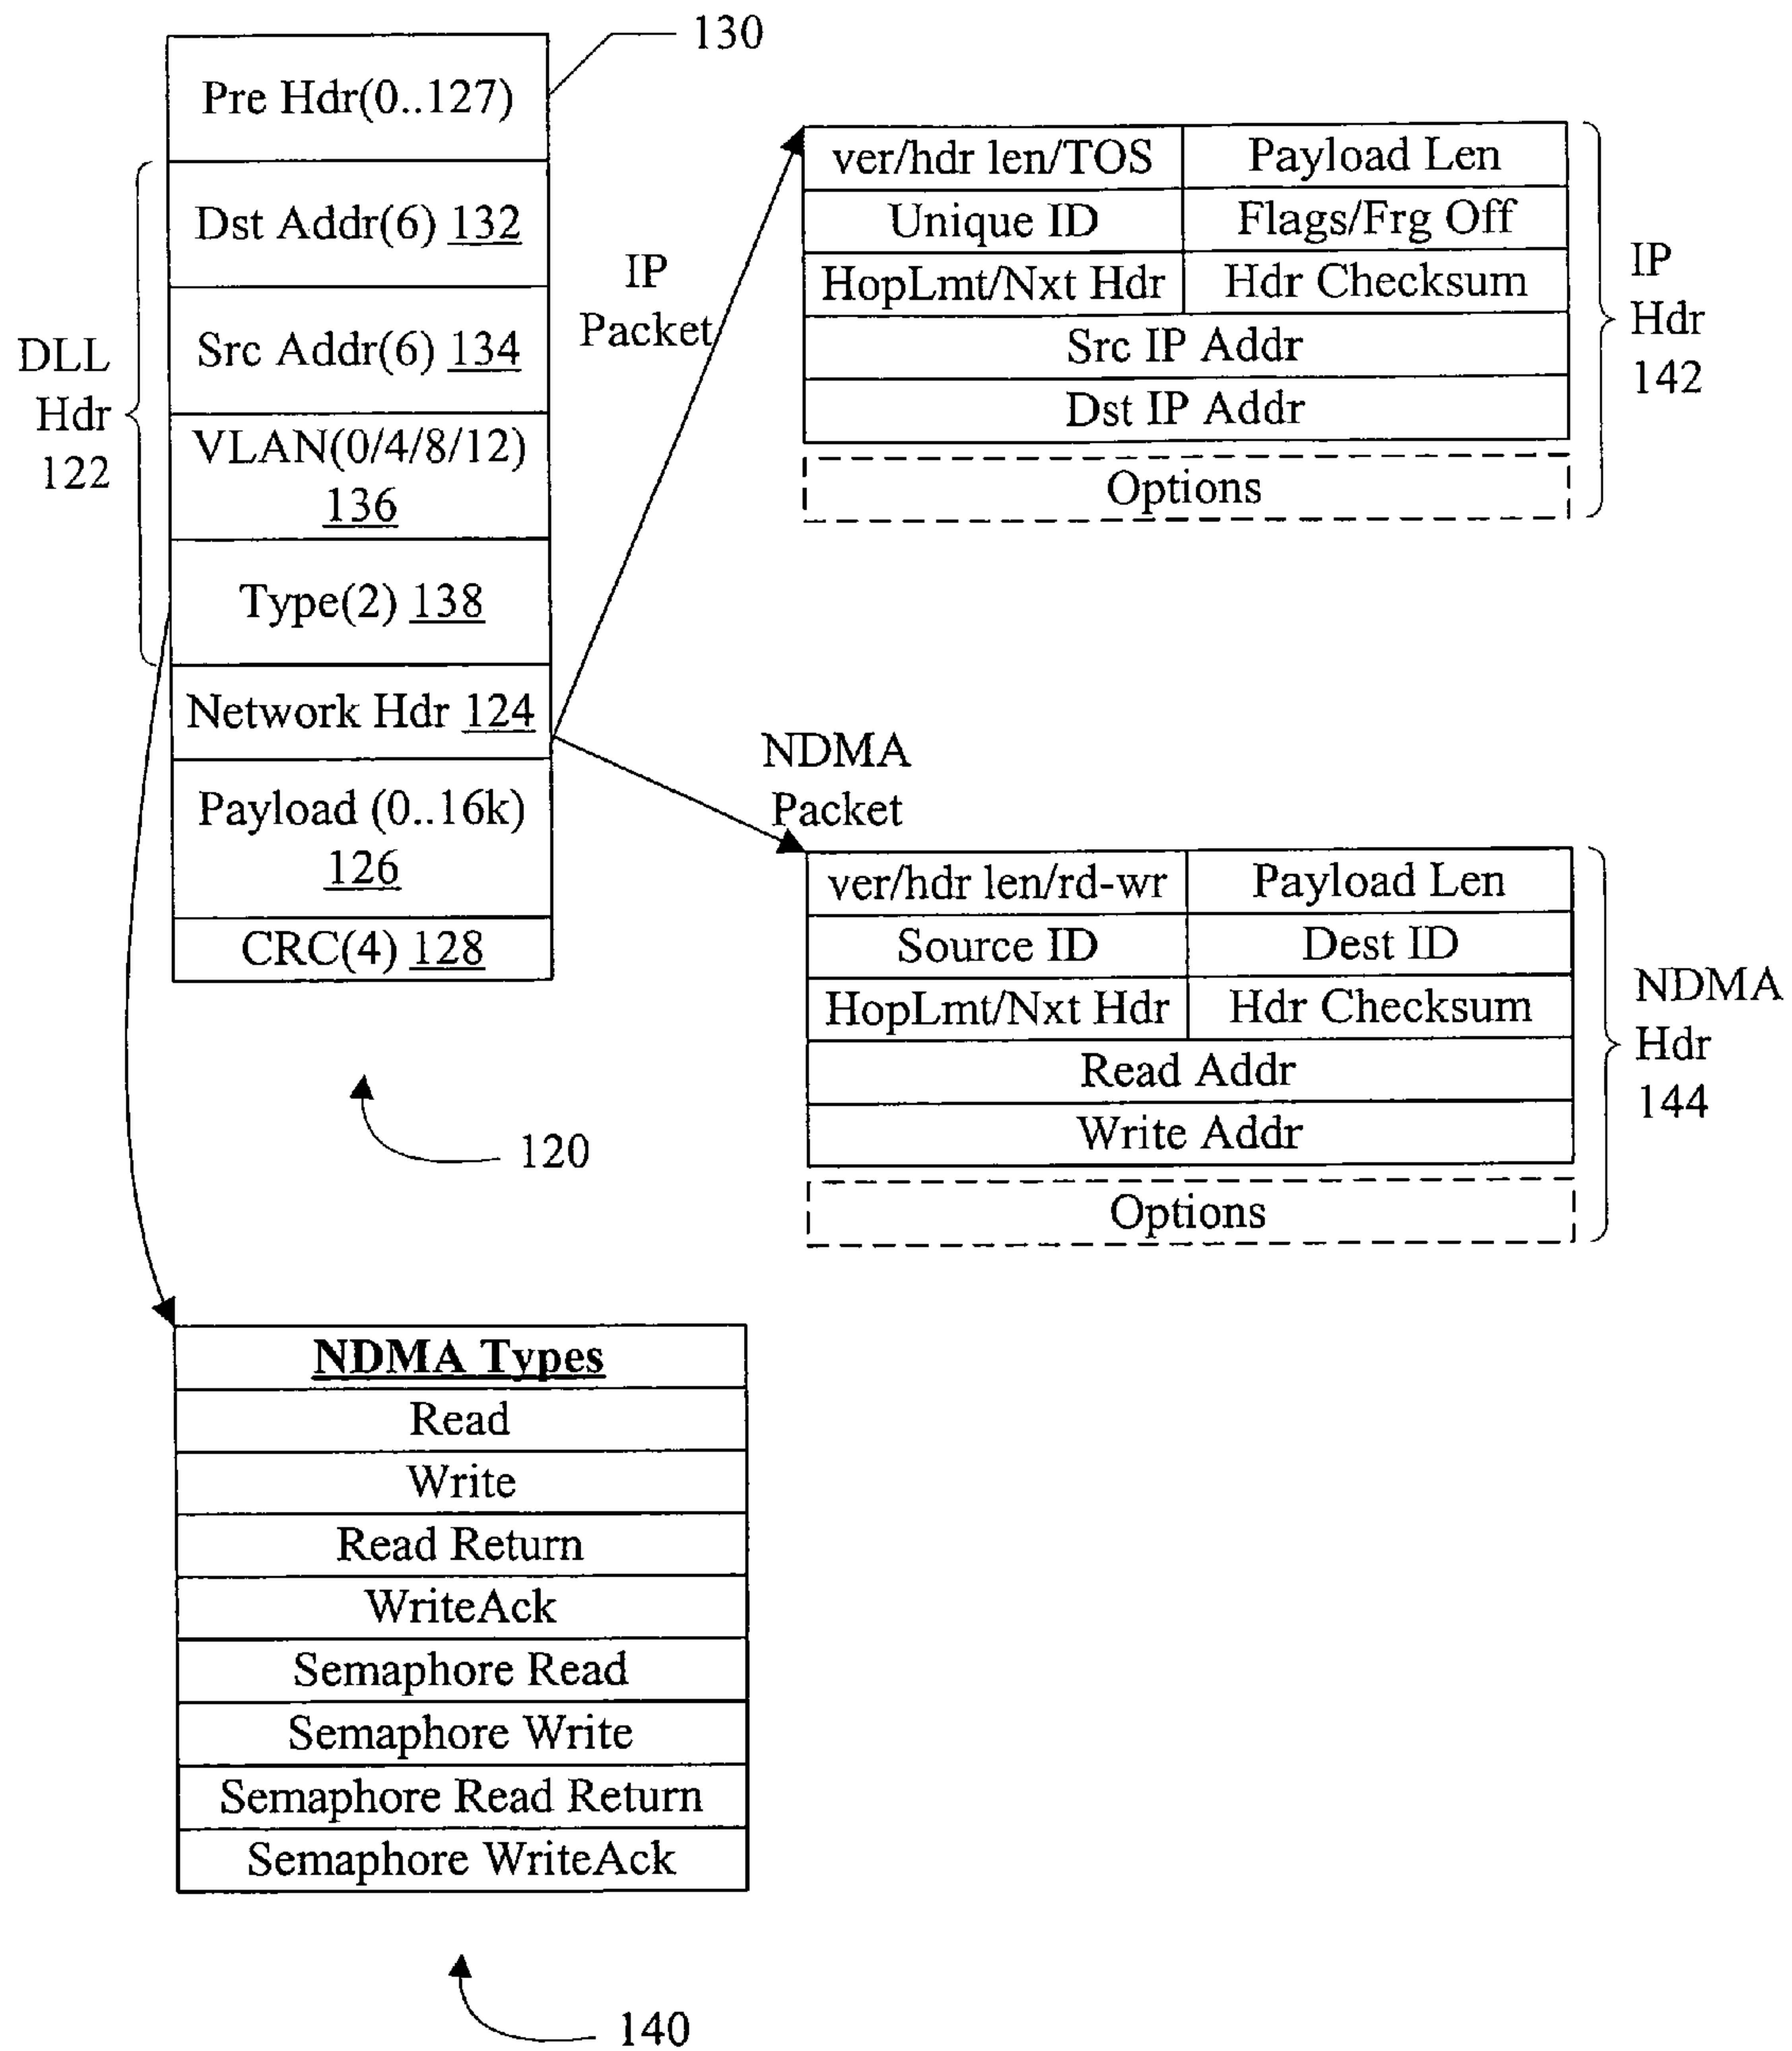 130
Pre Hdr(0..127)
Dst Addr(6) 132
Src Addr(6) 134
VLAN(0/4/8/12)
136
Type(2) 138
DLL
Hdr
122
Network Hdr 124
Payload (0..16k)
126
CRC(4) 128
120
IP
Packet
ver/hdr len/TOS
Payload Len
Unique ID
Flags/Frg Off
HopLmt/Nxt Hdr
Hdr Checksum
Src IP Addr
Dst IP Addr
Options
IP
Hdr
142
NDMA
Packet
ver/hdr len/rd-wr
Payload Len
Source ID
Dest ID
HopLmt/Nxt Hdr
Hdr Checksum
Read Addr
Write Addr
Options
NDMA
Hdr
144
NDMA Types
Read
Write
Read Return
WriteAck
Semaphore Read
Semaphore Write
Semaphore Read Return
Semaphore WriteAck
140